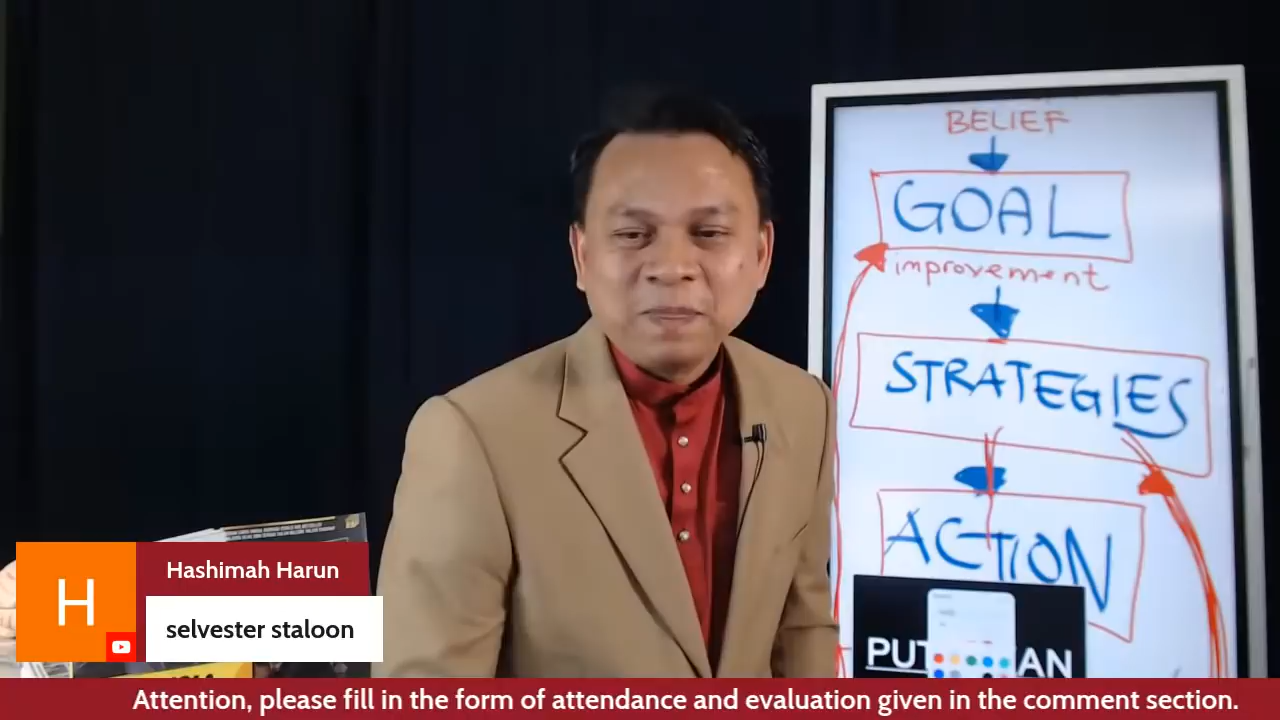 BELIEF
GOAL
improvement
STRATEGIES
ACTION
Hashimah Harun
H
selvester staloon
Attention, please fill in the form of attendance and evaluation given in the comment section.